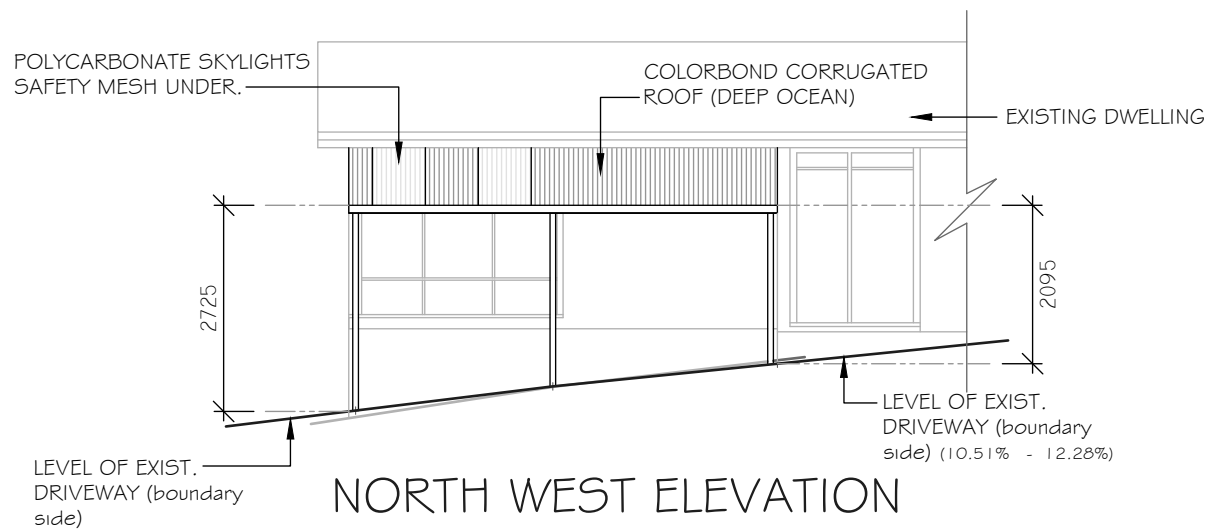 POLYCARBONATE SKYLIGHTS
SAFETY MESH UNDER.
COLORBOND CORRUGATED
ROOF (DEEP OCEAN)
EXISTING DWELLING
2725
2095
LEVEL OF EXIST.
DRIVEWAY (boundary
side) (10.51% - 12.28%)
LEVEL OF EXIST.
DRIVEWAY (boundary
side)
NORTH WEST ELEVATION